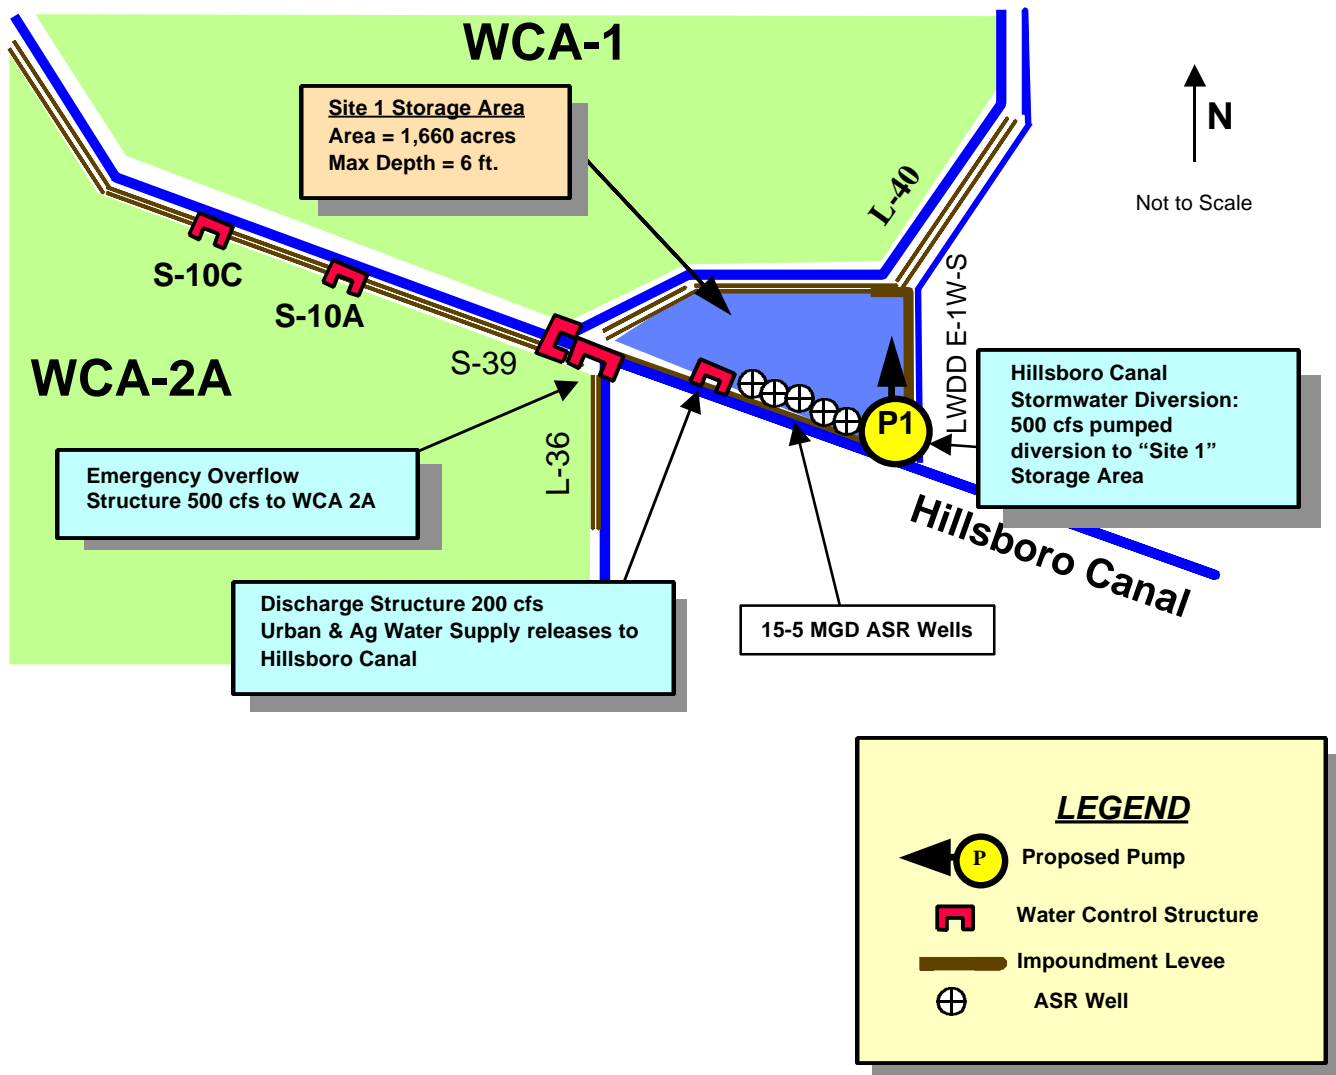 WCA-1
Site 1 Storage Area
Area = 1,660 acres
Max Depth = 6 ft.
N
Not to Scale
L-40
S-10C
S-10A
S-39
WCA-2A
LWDD E-1W-S
P1
Hillsboro Canal
Stormwater Diversion:
500 cfs pumped
diversion to “Site 1”
Storage Area
Emergency Overflow
Structure 500 cfs to WCA 2A
L-36
Hillsboro Canal
Discharge Structure 200 cfs
Urban & Ag Water Supply releases to
Hillsboro Canal
15-5 MGD ASR Wells
LEGEND
P
Proposed Pump
Water Control Structure
Impoundment Levee
ASR Well